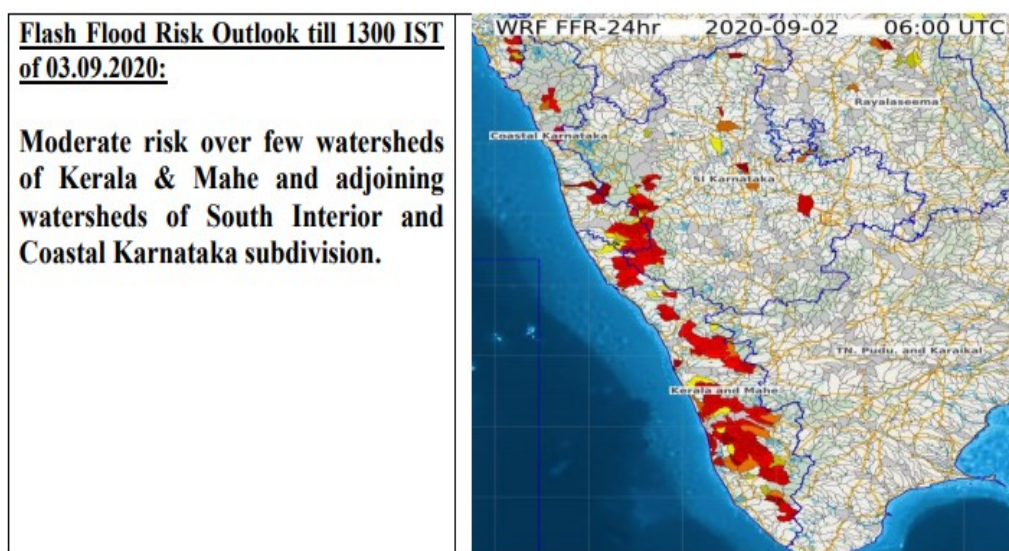 Flash Flood Risk Outlook till 1300 IST
of 03.09.2020:
Moderate risk over few watersheds
of Kerala & Mahe and adjoining
watersheds of South Interior and
Coastal Karnataka subdivision.
WRF FFR-24hr 2020-09-02 06:00 UTC
Rayalaseema
Coastal Karnataka
SI Karnataka
TN. Pudu. and Karaikal
Kerala and Mahe